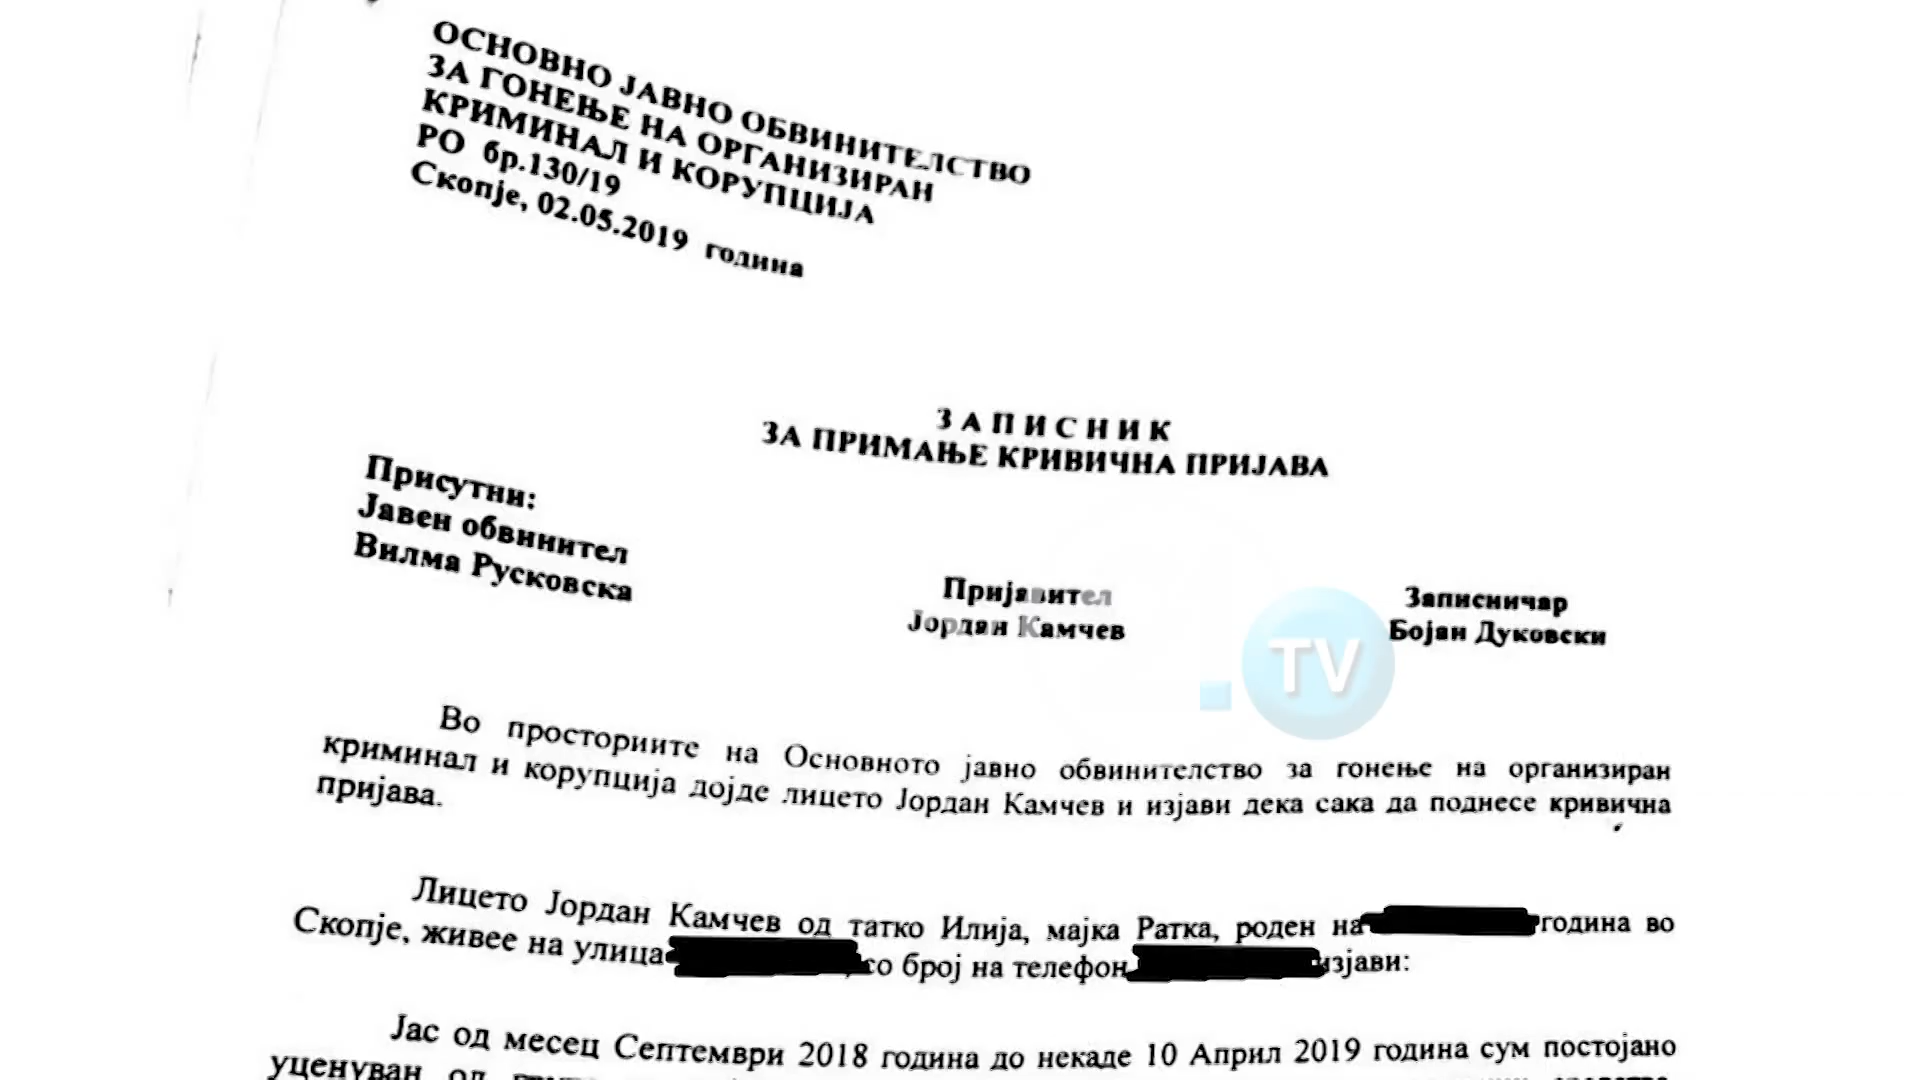 ОСНОВНО ЈАВНО ОБВИНИТЕЛСТВО
ЗА ГОНЕЊЕ НА ОРГАНИЗИРАН
КРИМИНАЛ И КОРУПЦИЈА
РО бр.130/19
Скопје, 02.05.2019 година
З А П И С Н И К
ЗА ПРИМАЊЕ КРИВИЧНА ПРИЈАВА
Присутни:
Јавен обвинител
Вилма Русковска
Пријавител
Јордан Камчев
Записничар
Бојан Дуковски
TV
Во просториите на Основното јавно обвинителство за гонење на организиран
криминал и корупција дојде лицето Јордан Камчев и изјави дека сака да поднесе кривична
пријава.
Лицето Јордан Камчев од татко Илија, мајка Ратка, роден на година во
Скопје, живее на улица , со број на телефон изјави:
Јас од месец Септември 2018 година до некаде 10 Април 2019 година сум постојано
уценуван од